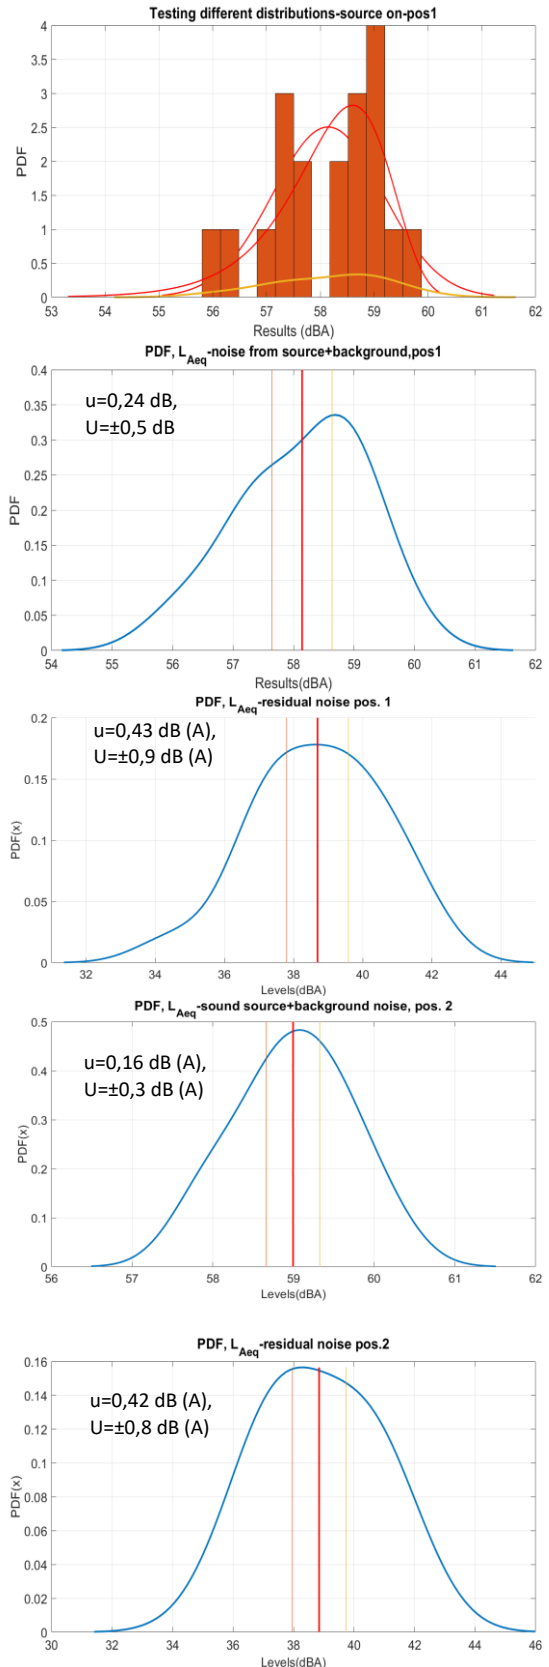 Testing different distributions-source on-pos1
4
3.5
3
2.5
2
1.5
1
0.5
0
PDF
53 54 55 56 57 58 59 60 61 62
Results (dBA)
PDF, LAeq-noise from source+background,pos1
u=0,24 dB,
U=±0,5 dB
0.4
0.35
0.3
0.25
0.2
0.15
0.1
0.05
0
PDF
54 55 56 57 58 59 60 61 62
Results(dBA)
PDF, LAeq-residual noise pos. 1
u=0,43 dB (A),
U=±0,9 dB (A)
0.2
0.15
0.1
0.05
0
PDF(x)
32 34 36 38 40 42 44
Levels(dBA)
PDF, LAeq-sound source+background noise, pos. 2
u=0,16 dB (A),
U=±0,3 dB (A)
0.5
0.4
0.3
0.2
0.1
0
PDF(x)
56 57 58 59 60 61 62
Levels(dBA)
PDF, LAeq-residual noise pos.2
u=0,42 dB (A),
U=±0,8 dB (A)
0.16
0.14
0.12
0.1
0.08
0.06
0.04
0.02
0
PDF(x)
30 32 34 36 38 40 42 44 46
Levels(dBA)